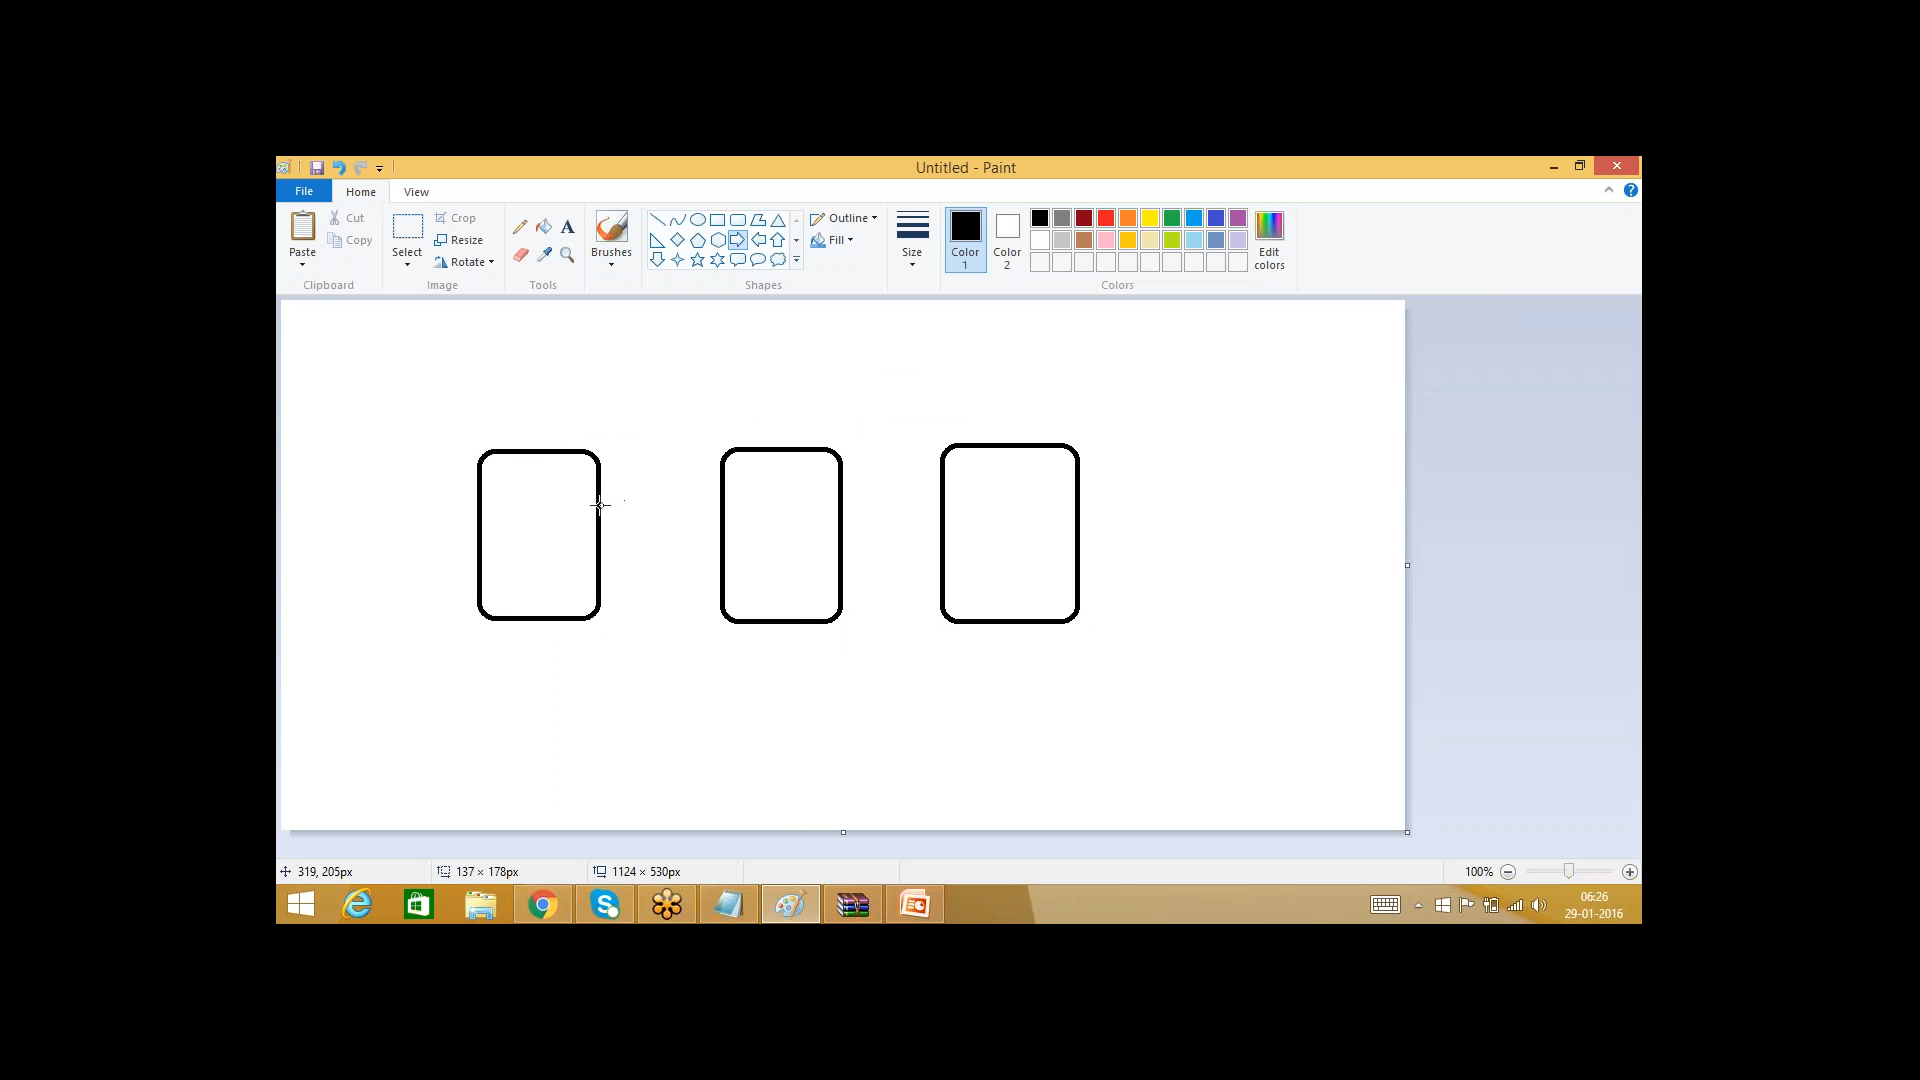 Untitled - Paint
File Home View
Paste
Cut
Copy
Clipboard
Select
Crop
Resize
Rotate
Image
A
Tools
Brushes
Outline
Fill
Shapes
Size
Color 1
Color 2
Edit colors
Colors
319, 205px
137 × 178px
1124 × 530px
100%
06:26
29-01-2016